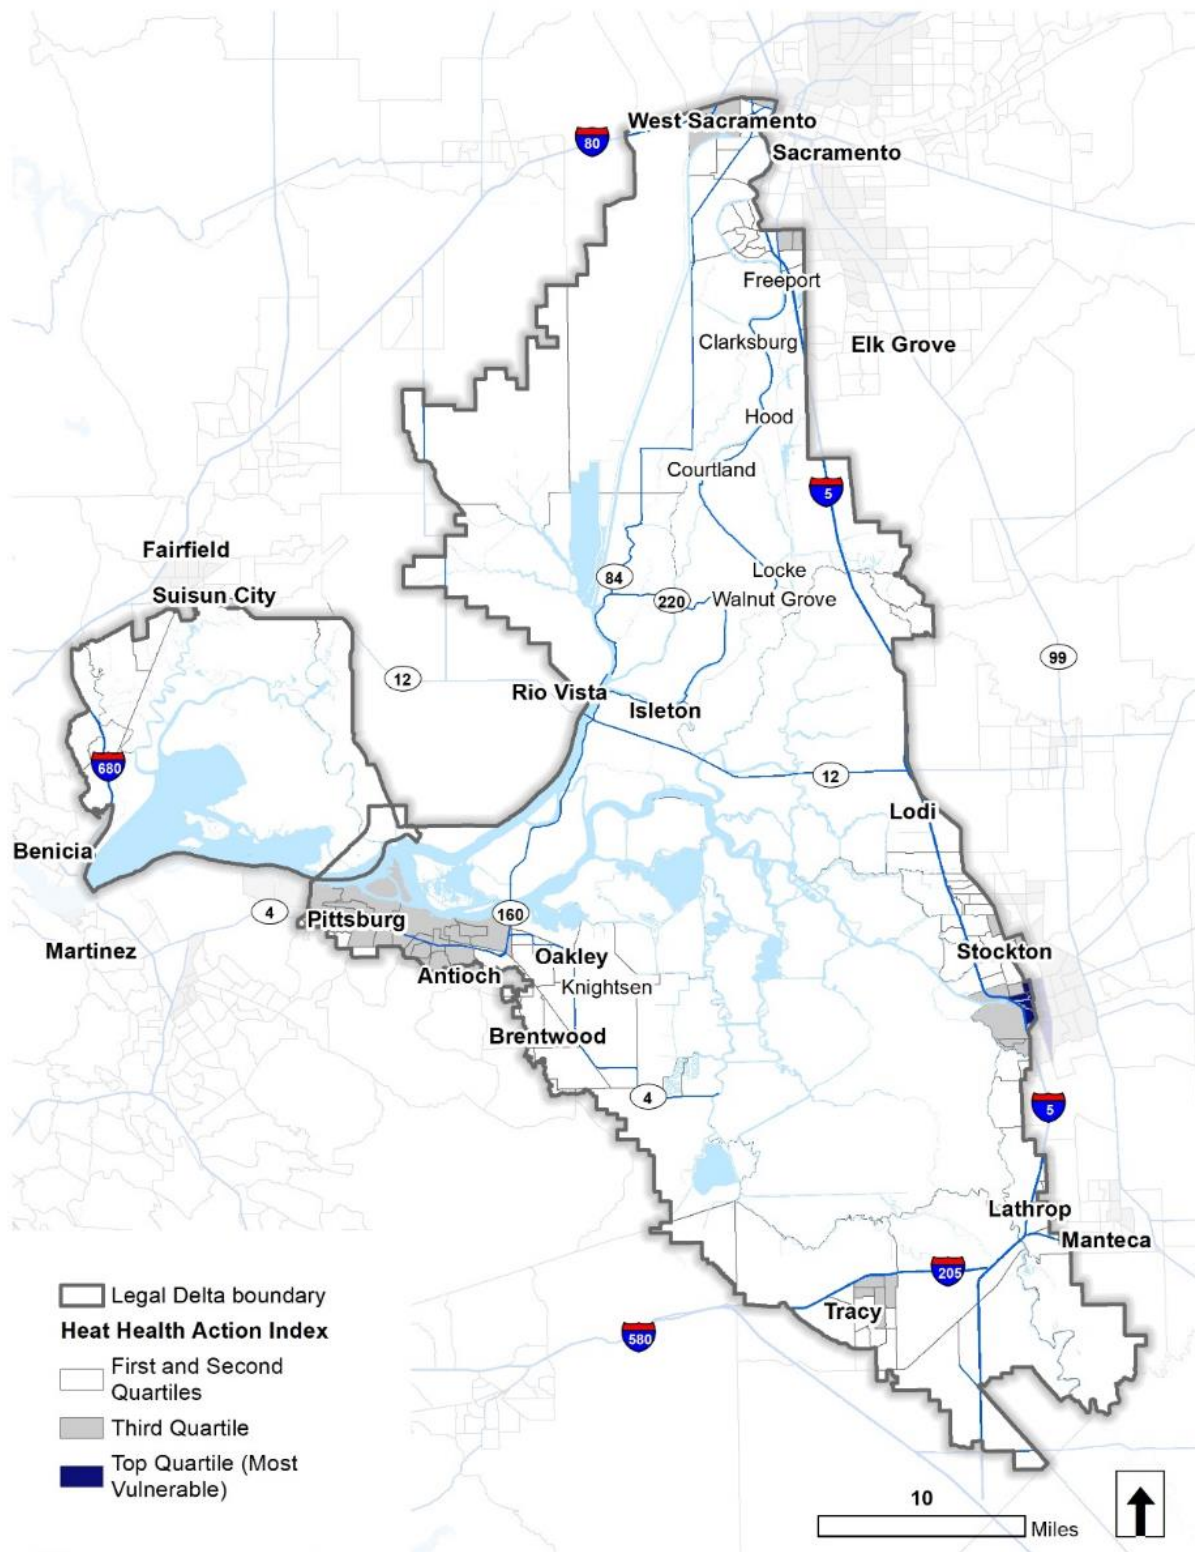 West Sacramento
80
Sacramento
Freeport
Clarksburg
Elk Grove
Hood
Courtland
5
Fairfield
84
Locke
Suisun City
220
Walnut Grove
99
12
Rio Vista
Isleton
680
12
Lodi
Benicia
4
Pittsburg
160
Martinez
Oakley
Stockton
Antioch
Knightsen
Brentwood
4
5
Lathrop
Manteca
205
Tracy
580
Legal Delta boundary
Heat Health Action Index
First and Second
Quartiles
Third Quartile
Top Quartile (Most
Vulnerable)
10
Miles